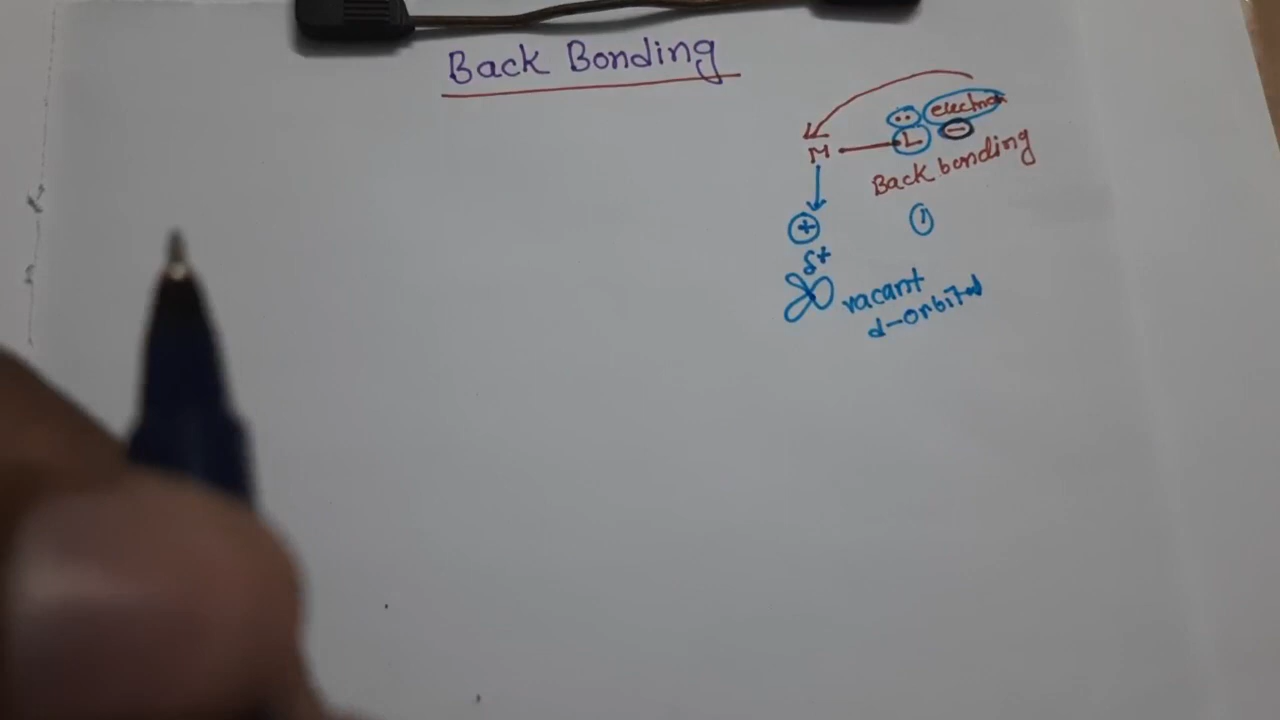 Back Bonding
•• electron
M — L −
Back bonding
+ 1
δ+
vacant
d-orbital